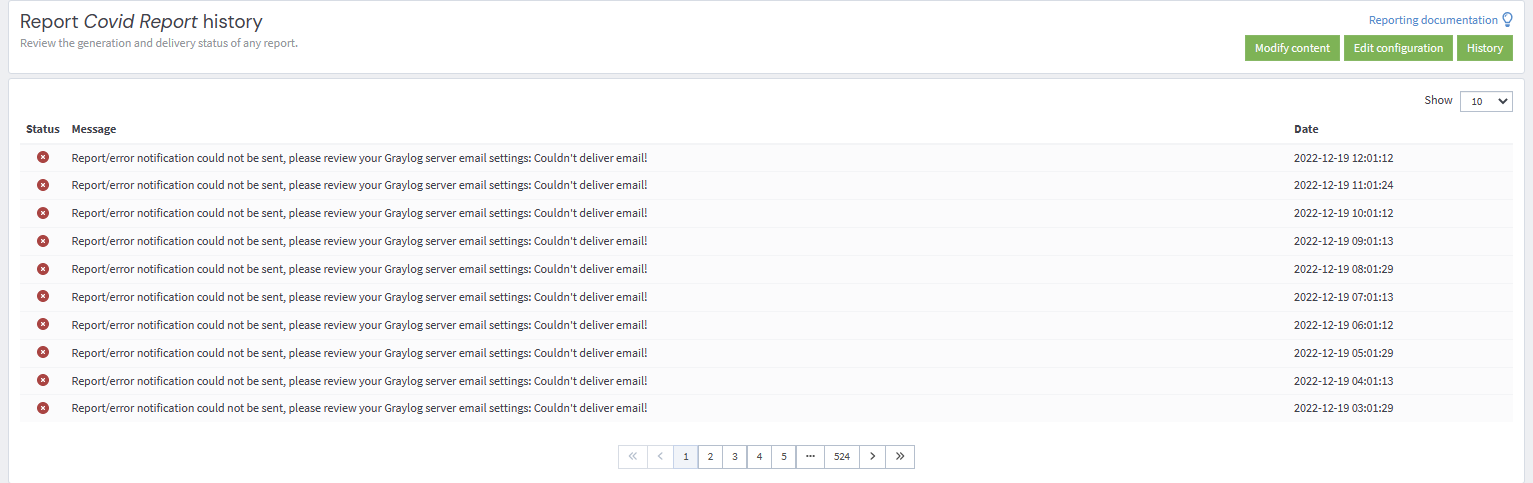 Report Covid Report history
Reporting documentation
Review the generation and delivery status of any report.
Modify content
Edit configuration
History
Show 10
Status Message Date
Report/error notification could not be sent, please review your Graylog server email settings: Couldn't deliver email! 2022-12-19 12:01:12
Report/error notification could not be sent, please review your Graylog server email settings: Couldn't deliver email! 2022-12-19 11:01:24
Report/error notification could not be sent, please review your Graylog server email settings: Couldn't deliver email! 2022-12-19 10:01:12
Report/error notification could not be sent, please review your Graylog server email settings: Couldn't deliver email! 2022-12-19 09:01:13
Report/error notification could not be sent, please review your Graylog server email settings: Couldn't deliver email! 2022-12-19 08:01:29
Report/error notification could not be sent, please review your Graylog server email settings: Couldn't deliver email! 2022-12-19 07:01:13
Report/error notification could not be sent, please review your Graylog server email settings: Couldn't deliver email! 2022-12-19 06:01:12
Report/error notification could not be sent, please review your Graylog server email settings: Couldn't deliver email! 2022-12-19 05:01:29
Report/error notification could not be sent, please review your Graylog server email settings: Couldn't deliver email! 2022-12-19 04:01:13
Report/error notification could not be sent, please review your Graylog server email settings: Couldn't deliver email! 2022-12-19 03:01:29
« ‹ 1 2 3 4 5 ··· 524 › »